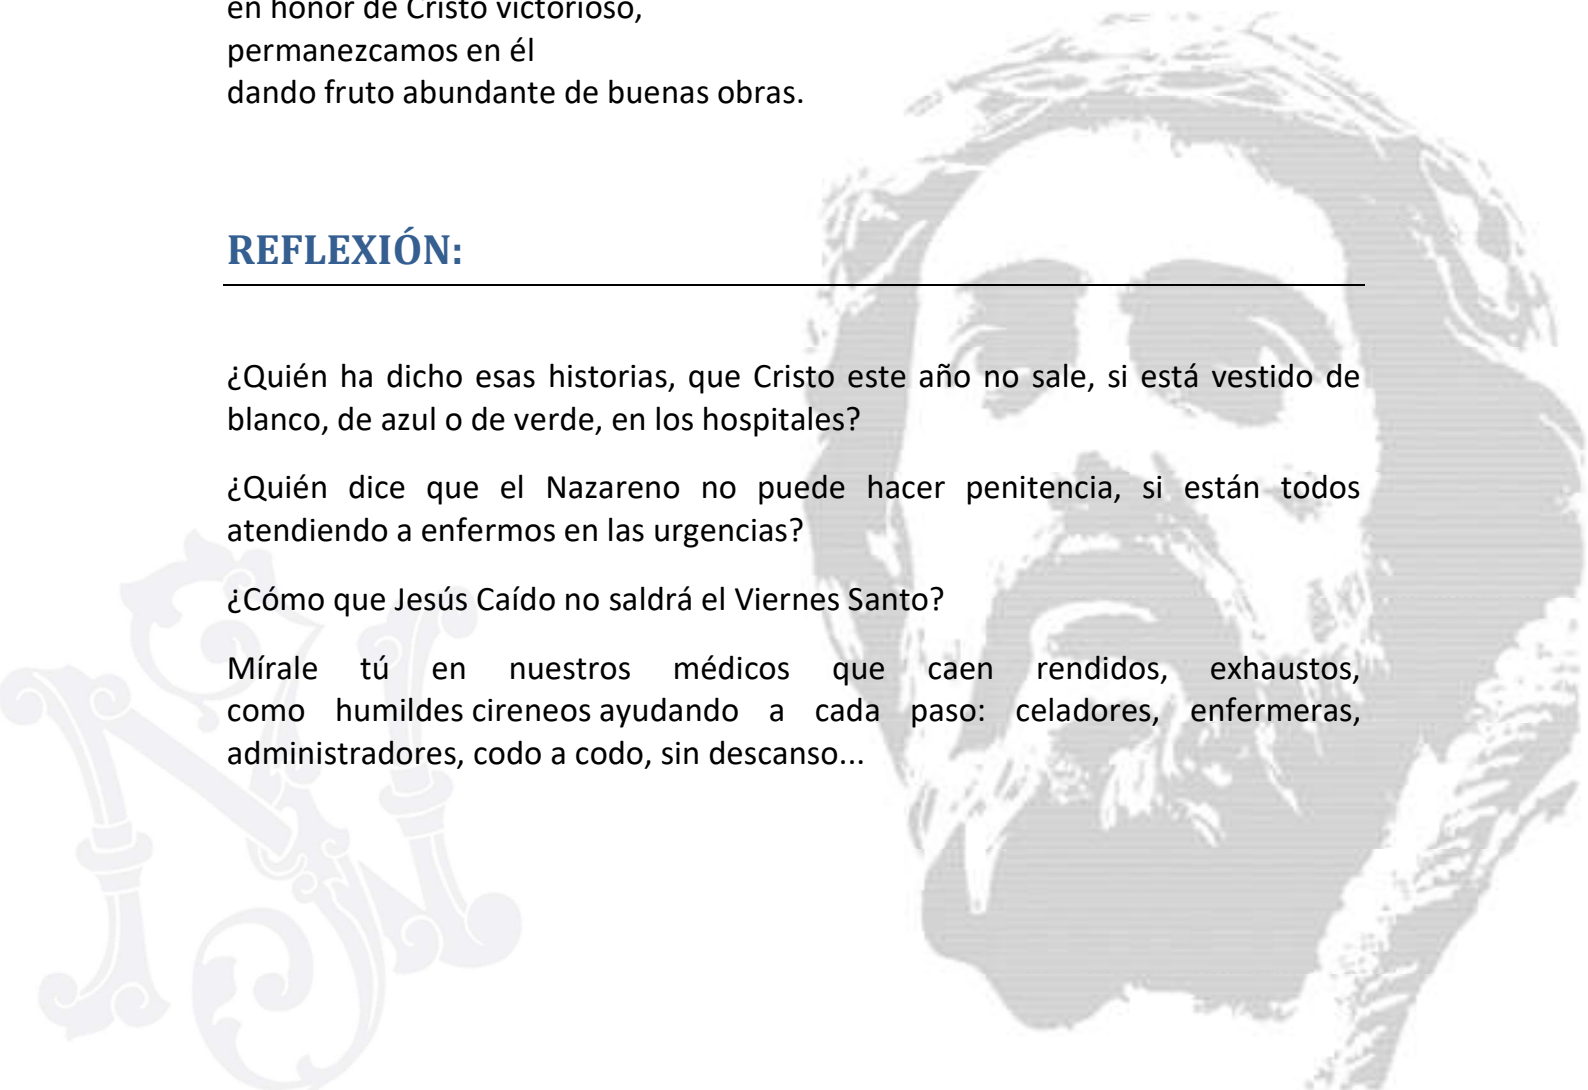 en honor de Cristo victorioso,
permanezcamos en él
dando fruto abundante de buenas obras.
REFLEXIÓN:
¿Quién ha dicho esas historias, que Cristo este año no sale, si está vestido de
blanco, de azul o de verde, en los hospitales?
¿Quién dice que el Nazareno no puede hacer penitencia, si están todos
atendiendo a enfermos en las urgencias?
¿Cómo que Jesús Caído no saldrá el Viernes Santo?
Mírale tú en nuestros médicos que caen rendidos, exhaustos,
como humildes cireneos ayudando a cada paso: celadores, enfermeras,
administradores, codo a codo, sin descanso...